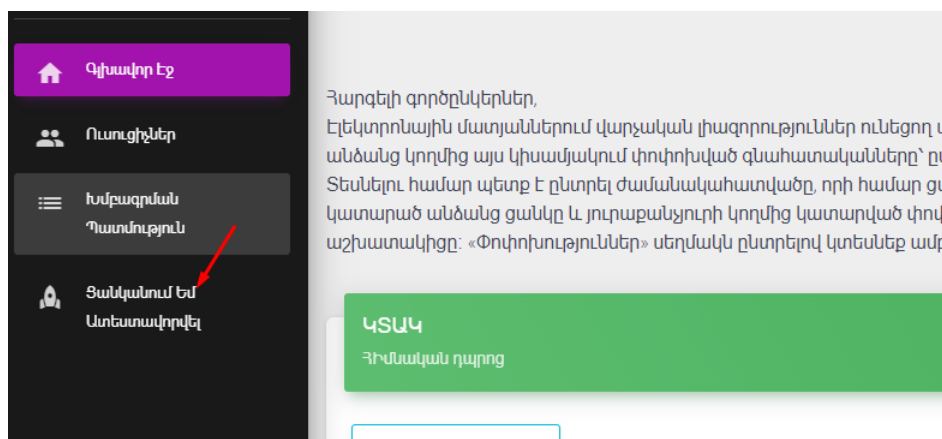 Գլխավոր Էջ
Ուսուցիչներ
Խմբագրման
Պատմություն
Ցանկանում Եմ
Ատեստավորվել
Հարգելի գործընկերներ,
Էլեկտրոնային մատյաններում վարչական լիազորություններ ունեցող
անձանց կողմից այս կիսամյակում փոփոխված գնահատականները՝
Տեսնելու համար պետք է ընտրել ժամանակահատվածը, որի համար
կատարած անձանց ցանկը և յուրաքանչյուրի կողմից կատարված
աշխատակիցը: «Փոփոխություններ» սեղմակն ընտրելով կտեսնեք
ԿՏԱԿ
Հիմնական դպրոց